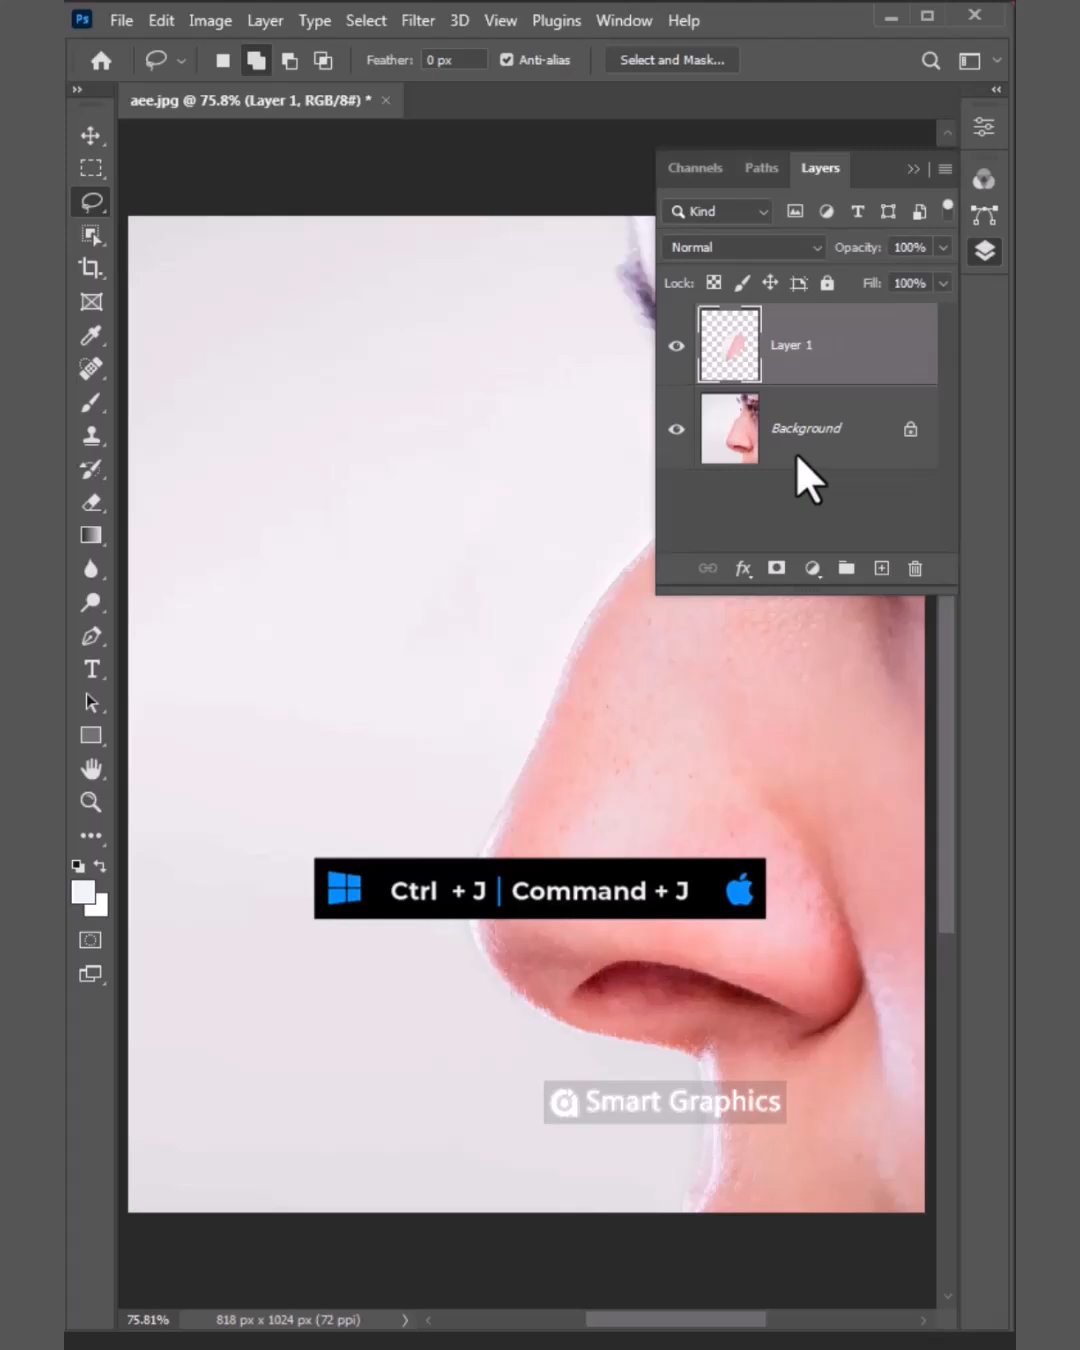 Ps File Edit Image Layer Type Select Filter 3D View Plugins Window Help
Feather: 0 px Anti-alias Select and Mask...
aee.jpg @ 75.8% (Layer 1, RGB/8#) *
Channels Paths Layers
Kind
Normal Opacity: 100%
Lock: Fill: 100%
Layer 1
Background
fx
Ctrl + J | Command + J
Smart Graphics
75.81% 818 px x 1024 px (72 ppi)